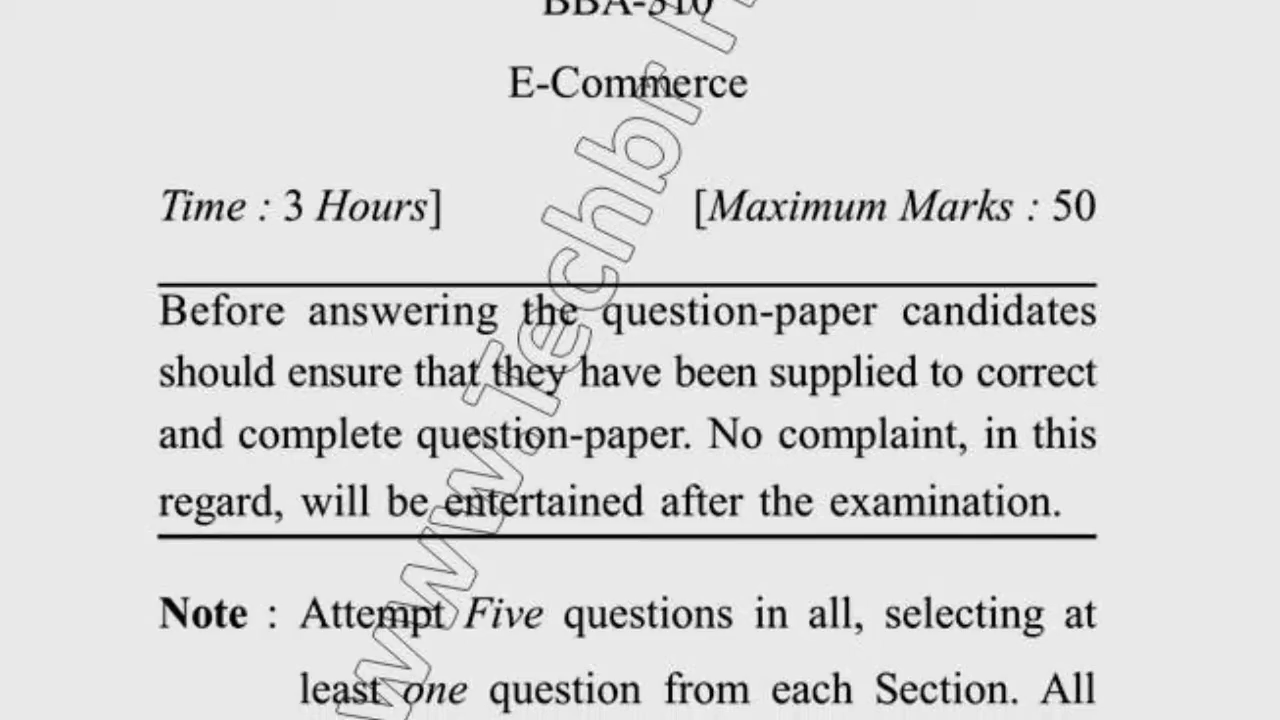 BBA-310
E-Commerce
Time : 3 Hours] [Maximum Marks : 50
Before answering the question-paper candidates
should ensure that they have been supplied to correct
and complete question-paper. No complaint, in this
regard, will be entertained after the examination.
Note : Attempt Five questions in all, selecting at
least one question from each Section. All
www.Techbr